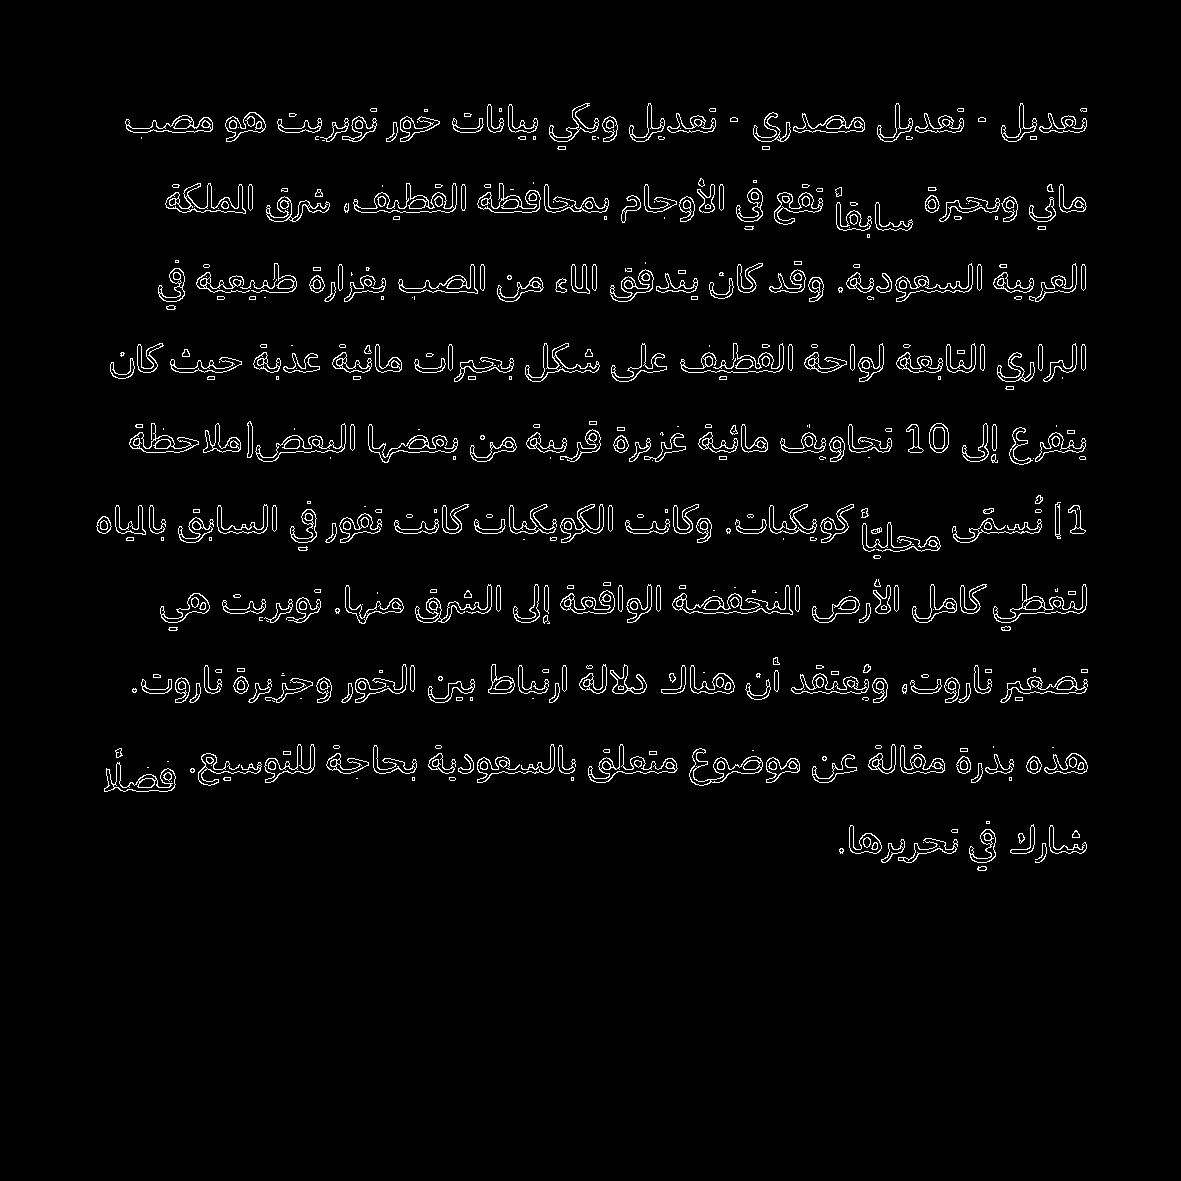 تعديل - تعديل مصدري - تعديل ويكي بيانات خور تويريت هو مصب
مائي وبحيرة سابقاً تقع في الأوجام بمحافظة القطيف، شرق المملكة
العربية السعودية. وقد كان يتدفق الماء من المصب بغزارة طبيعية في
البراري التابعة لواحة القطيف على شكل بحيرات مائية عذبة حيث كان
يتفرع إلى 10 تجاويف مائية غزيرة قريبة من بعضها البعض[ملاحظة
1] تُسمّى محليّاً كويكبات. وكانت الكويكبات كانت تفور في السابق بالمياه
لتغطي كامل الأرض المنخفضة الواقعة إلى الشرق منها. تويريت هي
تصغير تاروت، ويُعتقد أن هناك دلالة ارتباط بين الخور وجزيرة تاروت.
هذه بذرة مقالة عن موضوع متعلق بالسعودية بحاجة للتوسيع. فضلًا
شارك في تحريرها.